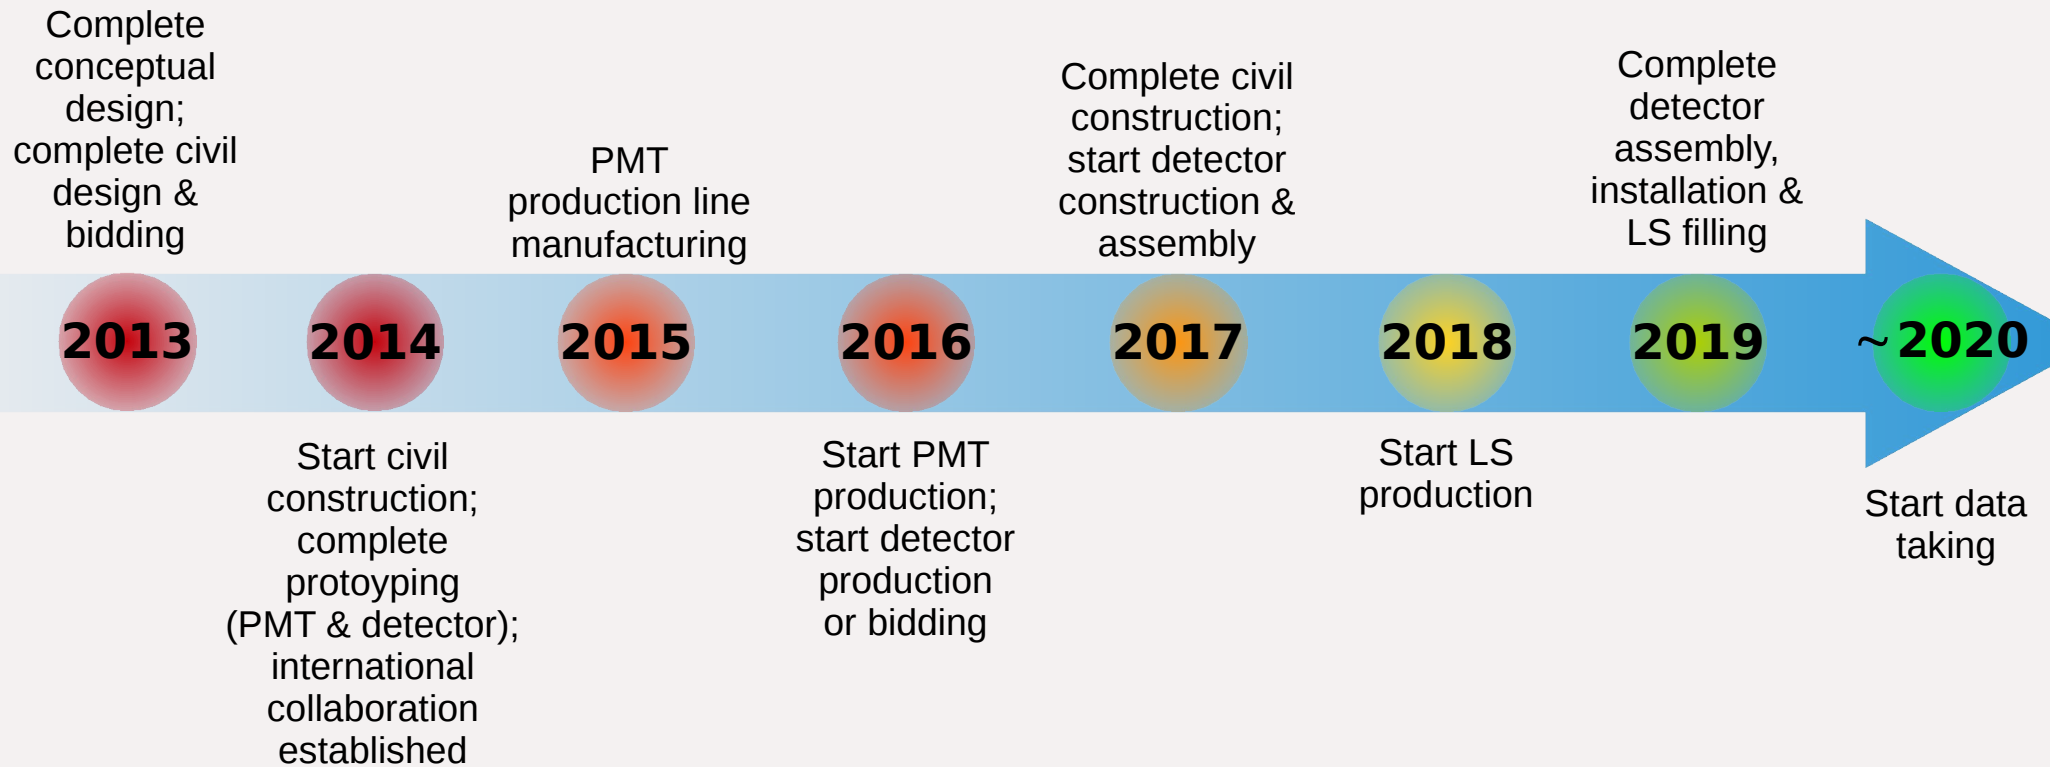 Complete
conceptual
design;
complete civil
design &
bidding
2013
2014
Start civil
construction;
complete
protoyping
(PMT & detector);
international
collaboration
established
PMT
production line
manufacturing
2015
2016
Start PMT
production;
start detector
production
or bidding
Complete civil
construction;
start detector
construction &
assembly
2017
2018
Start LS
production
Complete
detector
assembly,
installation &
LS filling
2019
~2020
Start data
taking